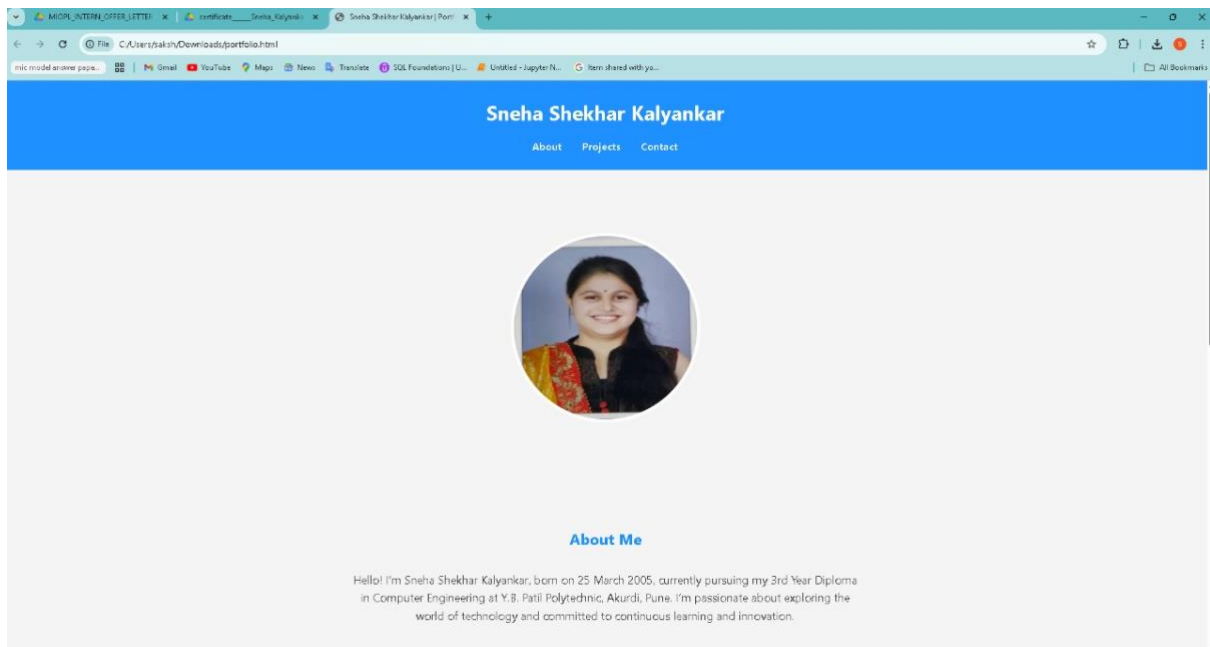 MIOPL_INTERN_OFFER_LETTER
certificate____Sneha_Kalyanka
Sneha Shekhar Kalyankar | Portf
File C:/Users/saksh/Downloads/portfolio.html
mic model answer pape...
Gmail
YouTube
Maps
News
Translate
SQL Foundations | U...
Untitled - Jupyter N...
Item shared with yo...
All Bookmarks
Sneha Shekhar Kalyankar
About Projects Contact
About Me
Hello! I'm Sneha Shekhar Kalyankar, born on 25 March 2005, currently pursuing my 3rd Year Diploma
in Computer Engineering at Y.B. Patil Polytechnic, Akurdi, Pune. I'm passionate about exploring the
world of technology and committed to continuous learning and innovation.